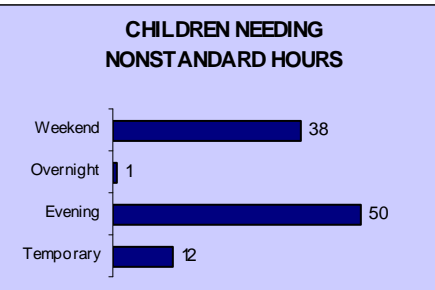 CHILDREN NEEDING
NONSTANDARD HOURS
Weekend 38
Overnight 1
Evening 50
Temporary 12